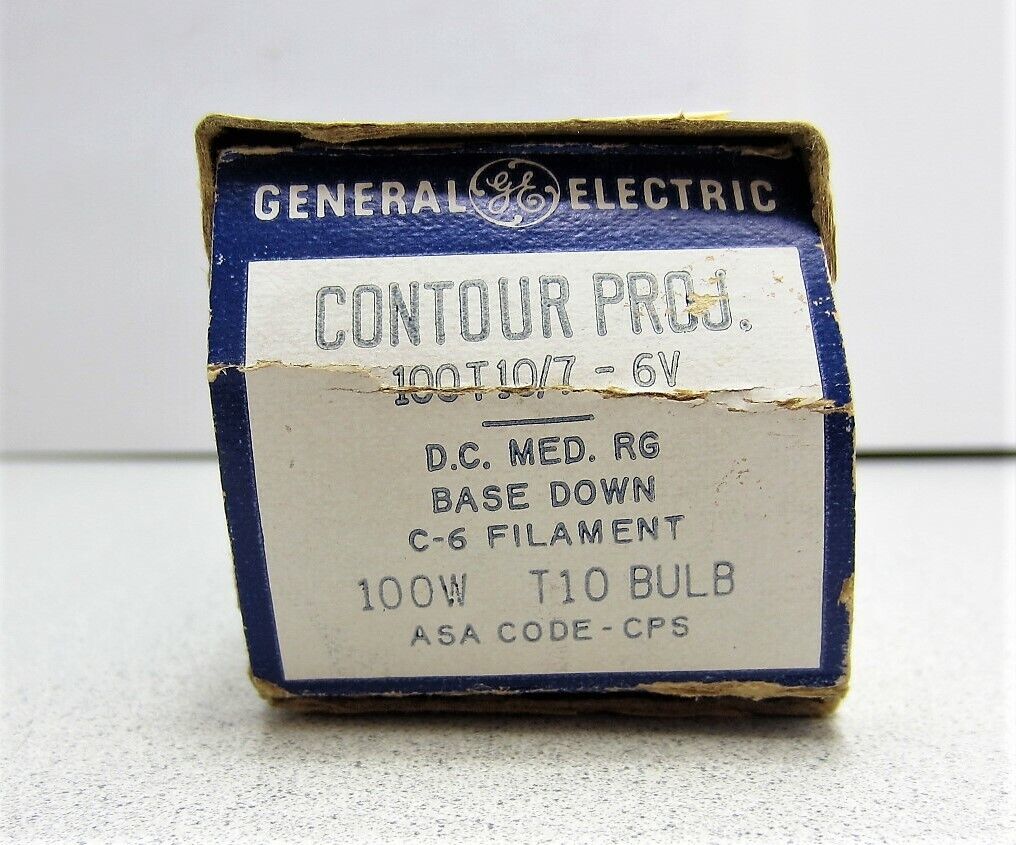 GENERAL GE ELECTRIC
CONTOUR PROJ.
100T10/7 - 6V
D.C. MED. RG
BASE DOWN
C-6 FILAMENT
100W T10 BULB
ASA CODE-CPS